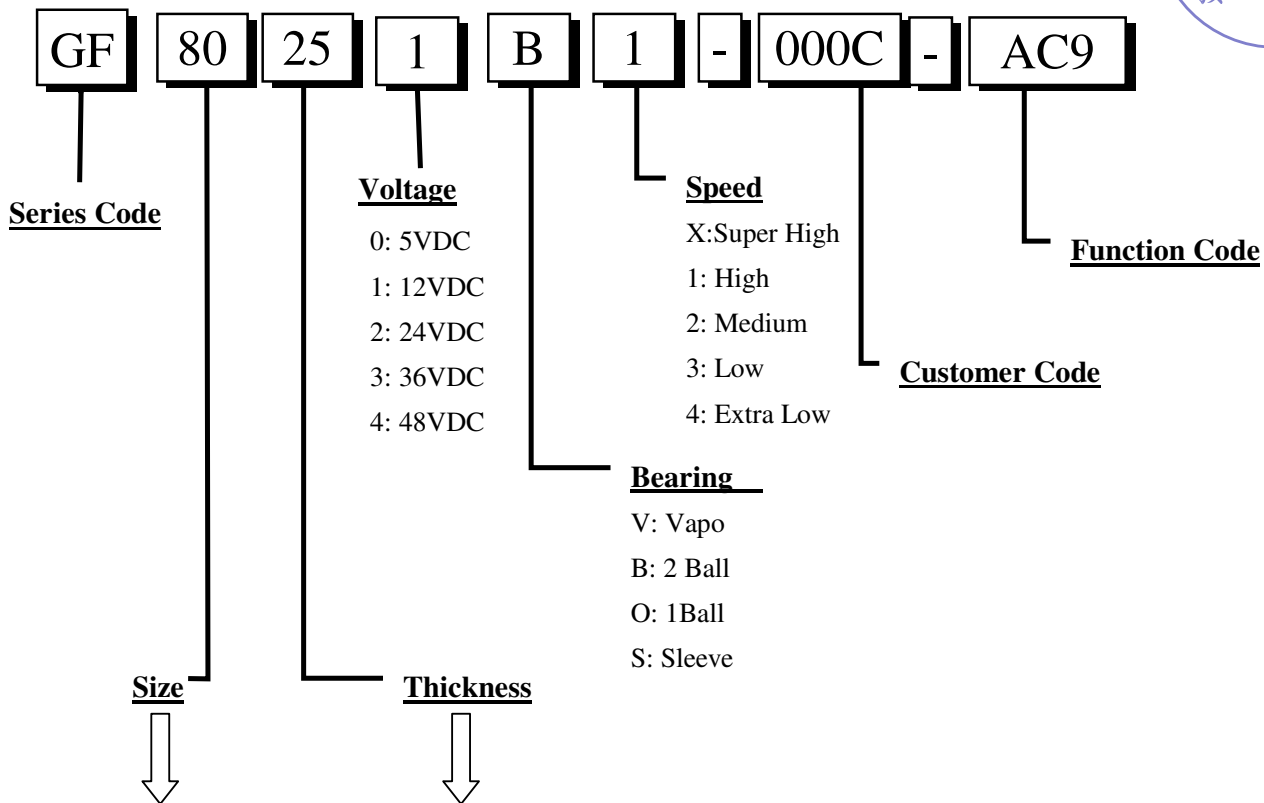 GF 80 25 1 B 1 - 000C - AC9
Series Code
Voltage
0: 5VDC
1: 12VDC
2: 24VDC
3: 36VDC
4: 48VDC
Speed
X:Super High
1: High
2: Medium
3: Low
4: Extra Low
Function Code
Customer Code
Bearing
V: Vapo
B: 2 Ball
O: 1Ball
S: Sleeve
Size
Thickness